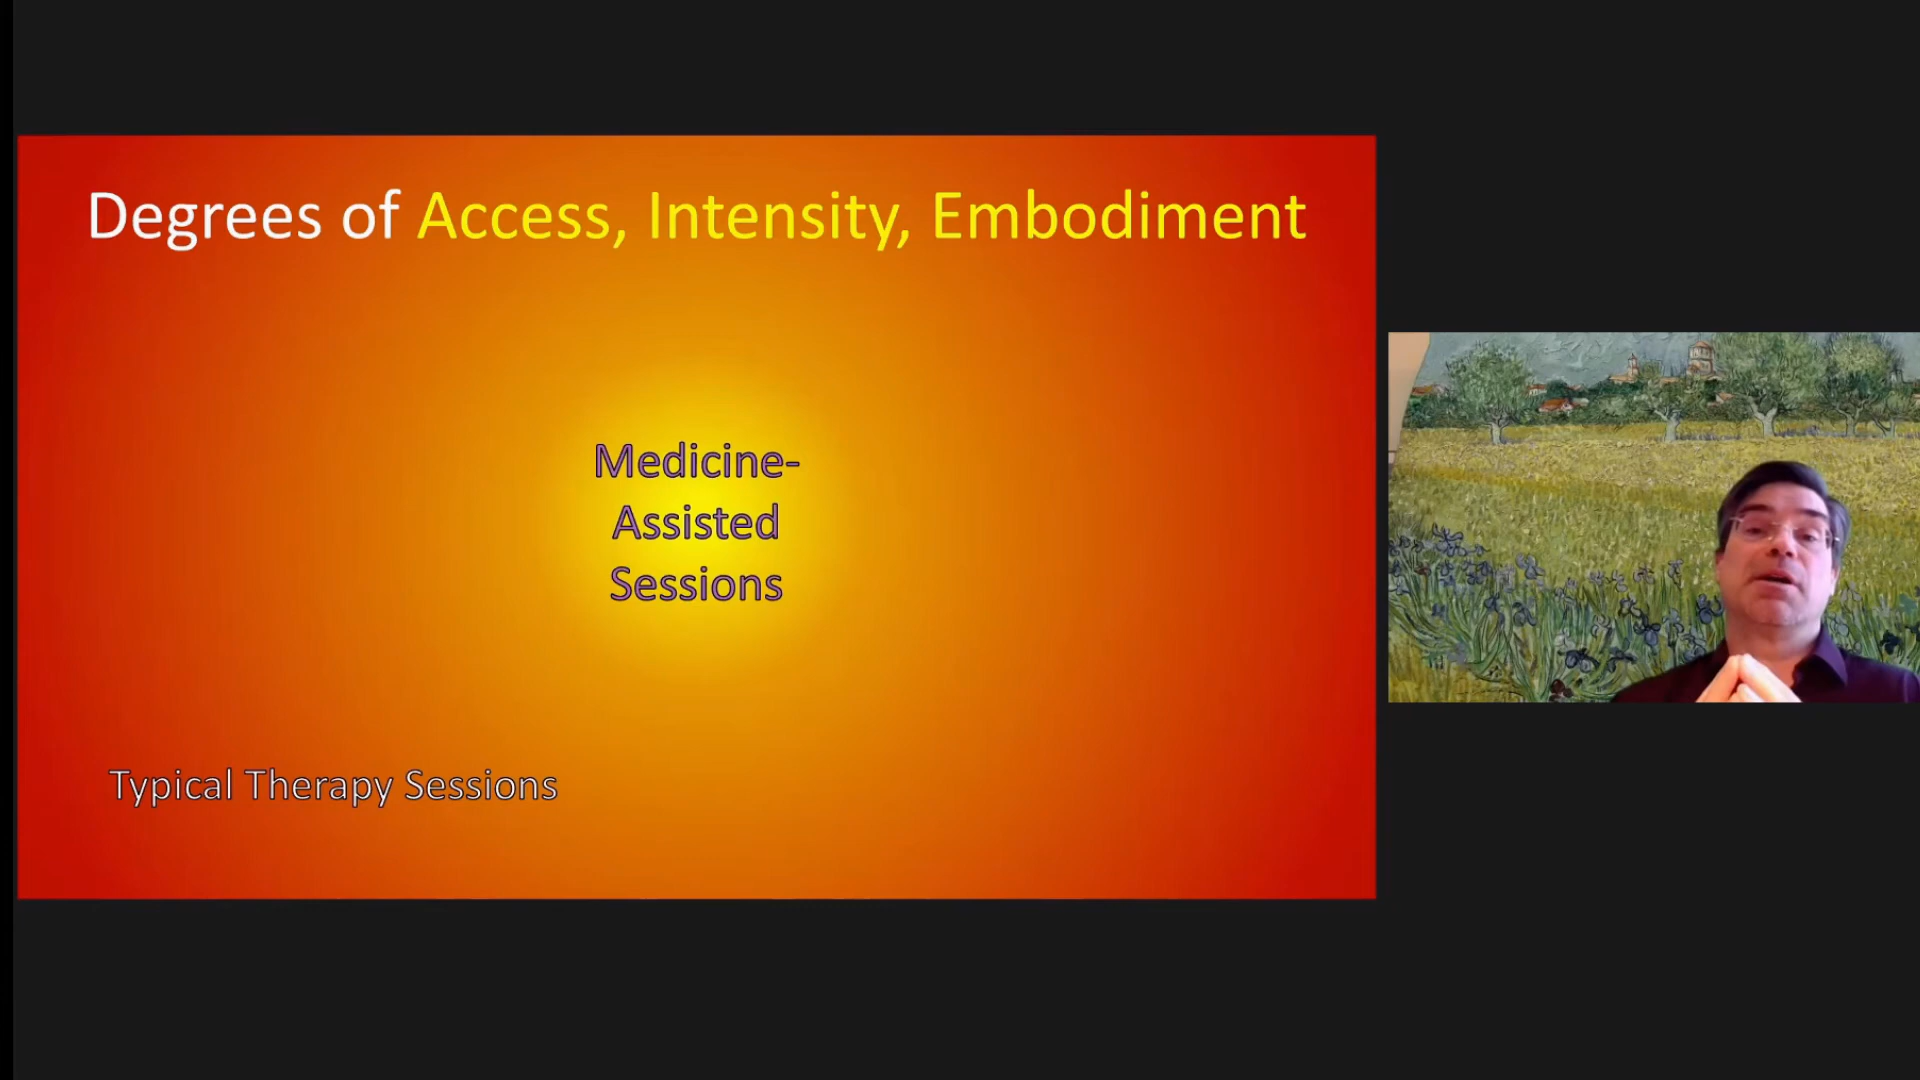 Degrees of Access, Intensity, Embodiment
Medicine-
Assisted
Sessions
Typical Therapy Sessions